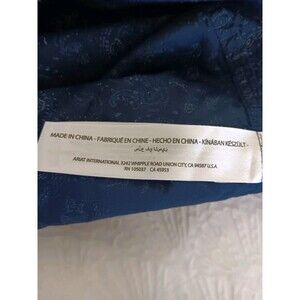 MADE IN CHINA - FABRIQUÉ EN CHINE - HECHO EN CHINA - KÍNÁBAN KÉSZÜLT -
ARIAT INTERNATIONAL 3242 WHIPPLE ROAD UNION CITY, CA 94587 U.S.A
RN 105037 CA 45953